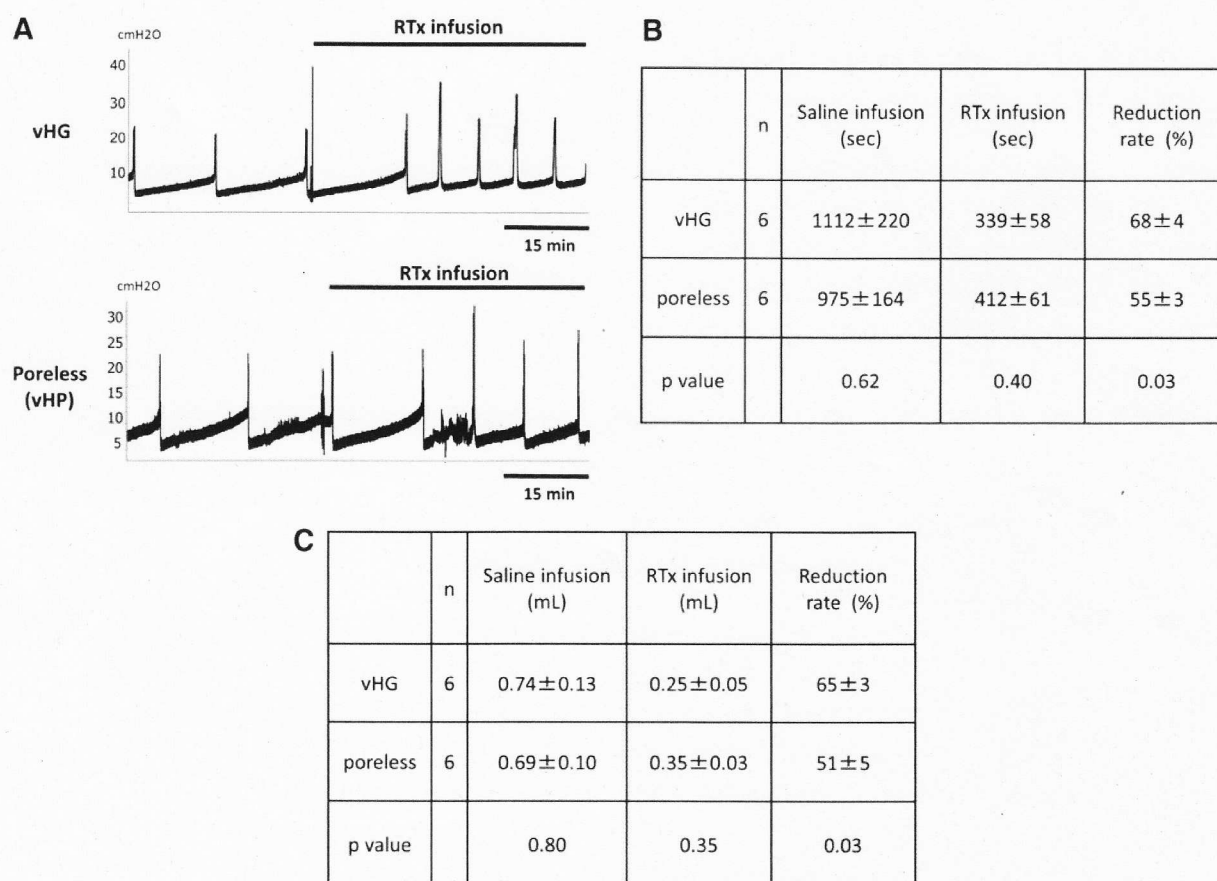 A
cmH2O
RTx infusion
40
30
20
10
vHG
15 min
RTx infusion
cmH2O
30
25
20
15
10
5
Poreless
(vHP)
15 min
B
n
Saline infusion
(sec)
RTx infusion
(sec)
Reduction
rate (%)
vHG 6 1112±220 339±58 68±4
poreless 6 975±164 412±61 55±3
p value 0.62 0.40 0.03
C
n
Saline infusion
(mL)
RTx infusion
(mL)
Reduction
rate (%)
vHG 6 0.74±0.13 0.25±0.05 65±3
poreless 6 0.69±0.10 0.35±0.03 51±5
p value 0.80 0.35 0.03